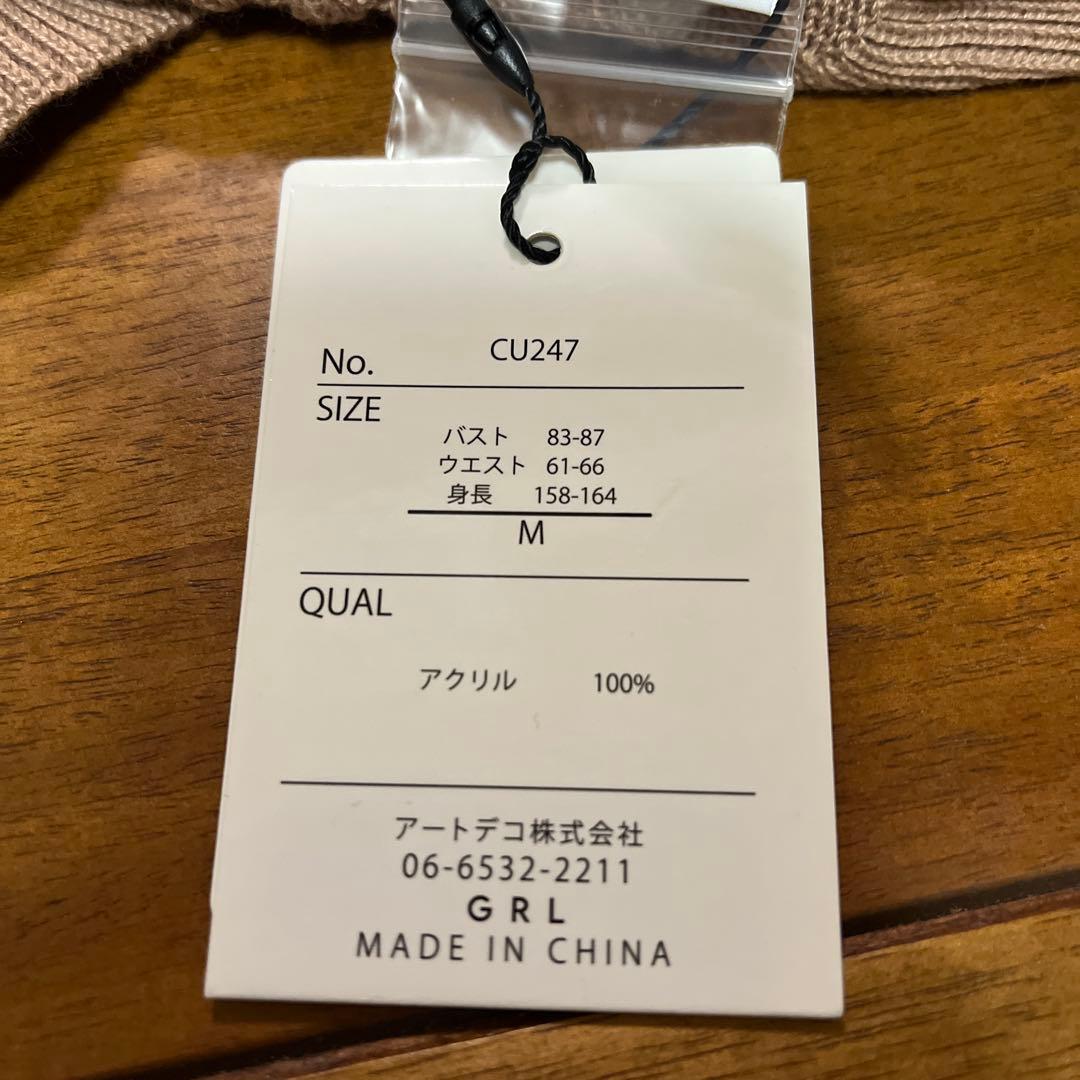 No. CU247
SIZE
バスト 83-87
ウエスト 61-66
身長 158-164
M
QUAL
アクリル 100%
アートデコ株式会社
06-6532-2211
GRL
MADE IN CHINA